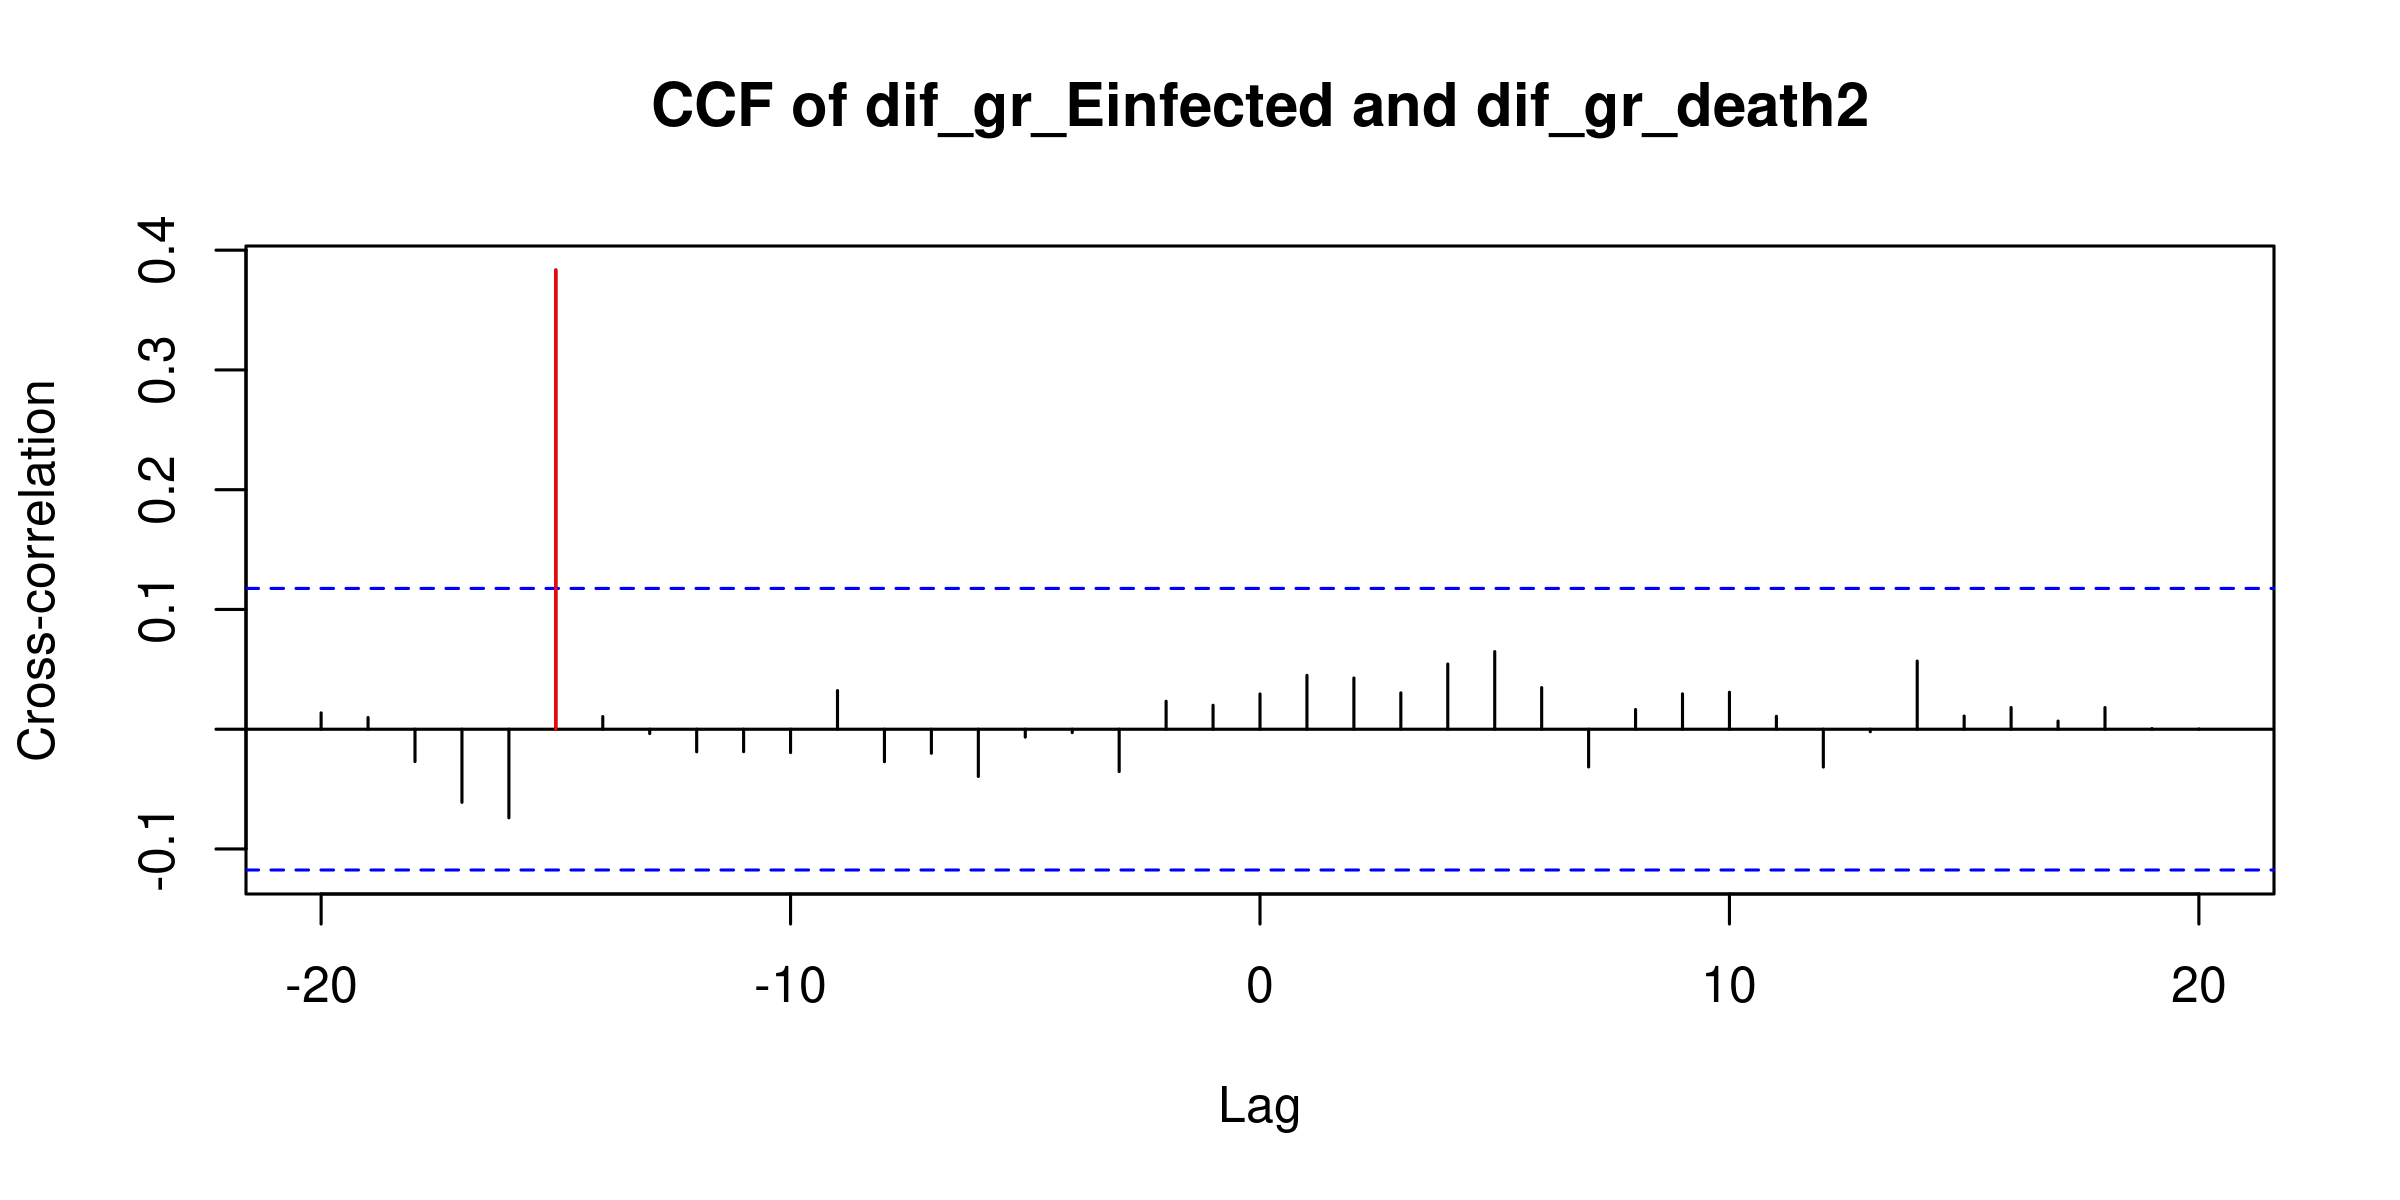 CCF of dif_gr_Einfected and dif_gr_death2
Cross-correlation
0.4
0.3
0.2
0.1
-0.1
-20 -10 0 10 20
Lag